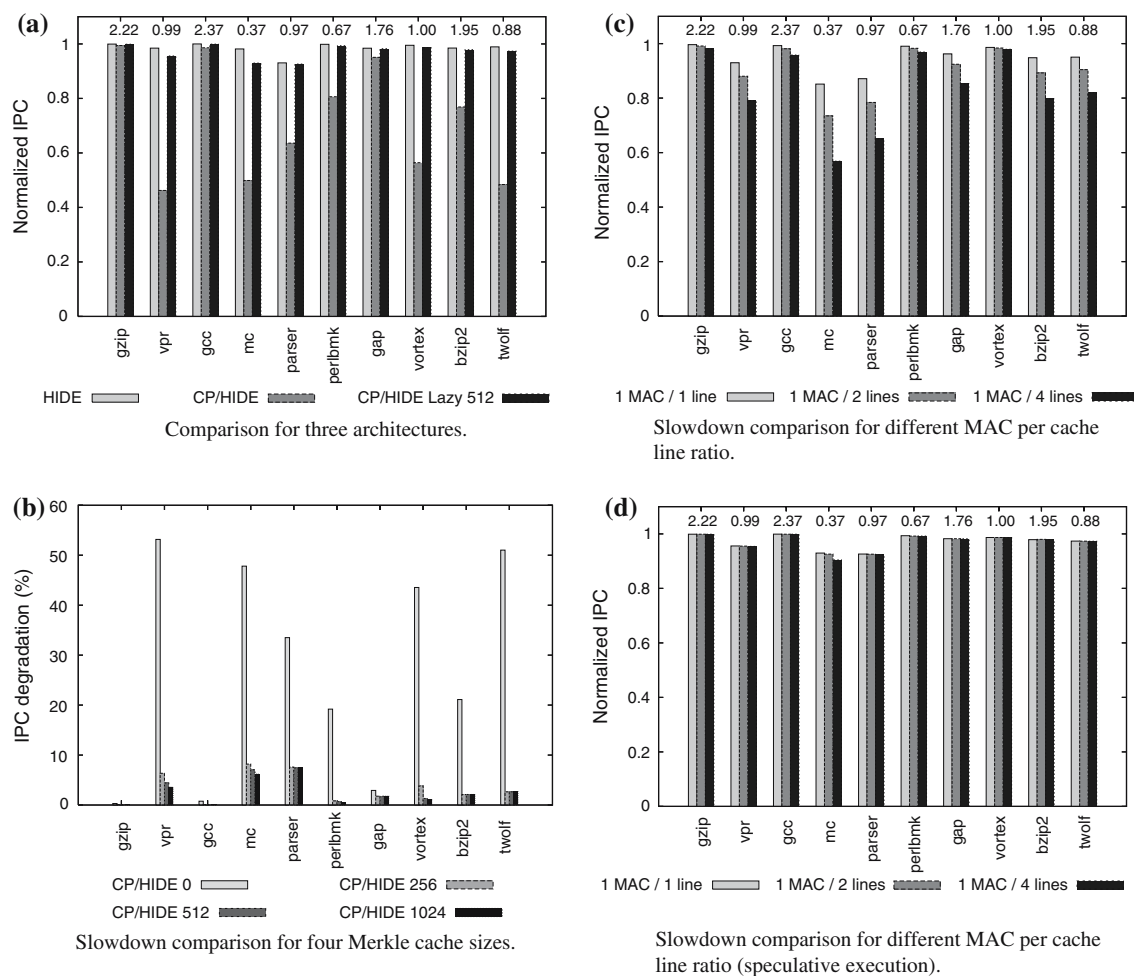 (a)
2.22 0.99 2.37 0.37 0.97 0.67 1.76 1.00 1.95 0.88
1
0.8
0.6
0.4
0.2
0
Normalized IPC
gzip vpr gcc mc parser perlbmk gap vortex bzip2 twolf
HIDE CP/HIDE CP/HIDE Lazy 512
Comparison for three architectures.
(b)
60
50
40
30
20
10
0
IPC degradation (%)
gzip vpr gcc mc parser perlbmk gap vortex bzip2 twolf
CP/HIDE 0 CP/HIDE 256
CP/HIDE 512 CP/HIDE 1024
Slowdown comparison for four Merkle cache sizes.
(c)
2.22 0.99 2.37 0.37 0.97 0.67 1.76 1.00 1.95 0.88
1
0.8
0.6
0.4
0.2
0
Normalized IPC
gzip vpr gcc mc parser perlbmk gap vortex bzip2 twolf
1 MAC / 1 line 1 MAC / 2 lines 1 MAC / 4 lines
Slowdown comparison for different MAC per cache
line ratio.
(d)
2.22 0.99 2.37 0.37 0.97 0.67 1.76 1.00 1.95 0.88
1
0.8
0.6
0.4
0.2
0
Normalized IPC
gzip vpr gcc mc parser perlbmk gap vortex bzip2 twolf
1 MAC / 1 line 1 MAC / 2 lines 1 MAC / 4 lines
Slowdown comparison for different MAC per cache
line ratio (speculative execution).